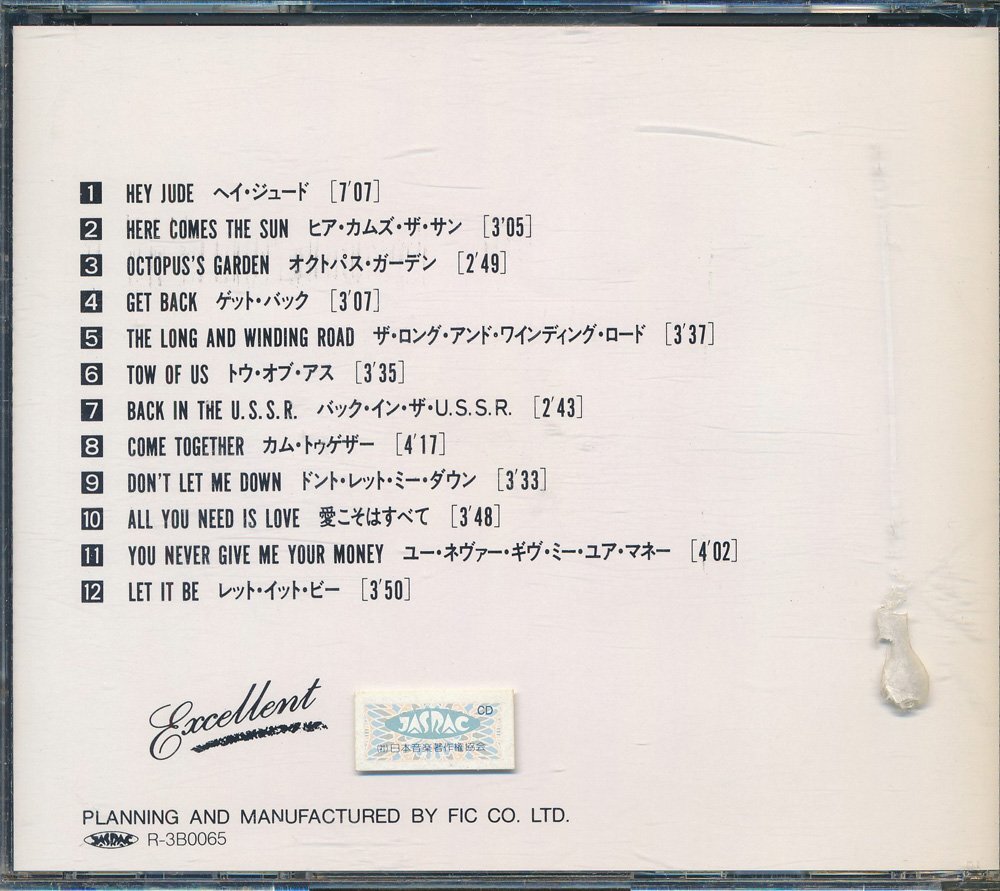 1 HEY JUDE ヘイ・ジュード [7'07]
2 HERE COMES THE SUN ヒア・カムズ・ザ・サン [3'05]
3 OCTOPUS'S GARDEN オクトパス・ガーデン [2'49]
4 GET BACK ゲット・バック [3'07]
5 THE LONG AND WINDING ROAD ザ・ロング・アンド・ワインディング・ロード [3'37]
6 TOW OF US トウ・オブ・アス [3'35]
7 BACK IN THE U.S.S.R. バック・イン・ザ・U.S.S.R. [2'43]
8 COME TOGETHER カム・トゥゲザー [4'17]
9 DON'T LET ME DOWN ドント・レット・ミー・ダウン [3'33]
10 ALL YOU NEED IS LOVE 愛こそはすべて [3'48]
11 YOU NEVER GIVE ME YOUR MONEY ユー・ネヴァー・ギヴ・ミー・ユア・マネー [4'02]
12 LET IT BE レット・イット・ビー [3'50]
Excellent
CD
JASRAC
(社)日本音楽著作権協会
PLANNING AND MANUFACTURED BY FIC CO. LTD.
JASRAC R-3B0065